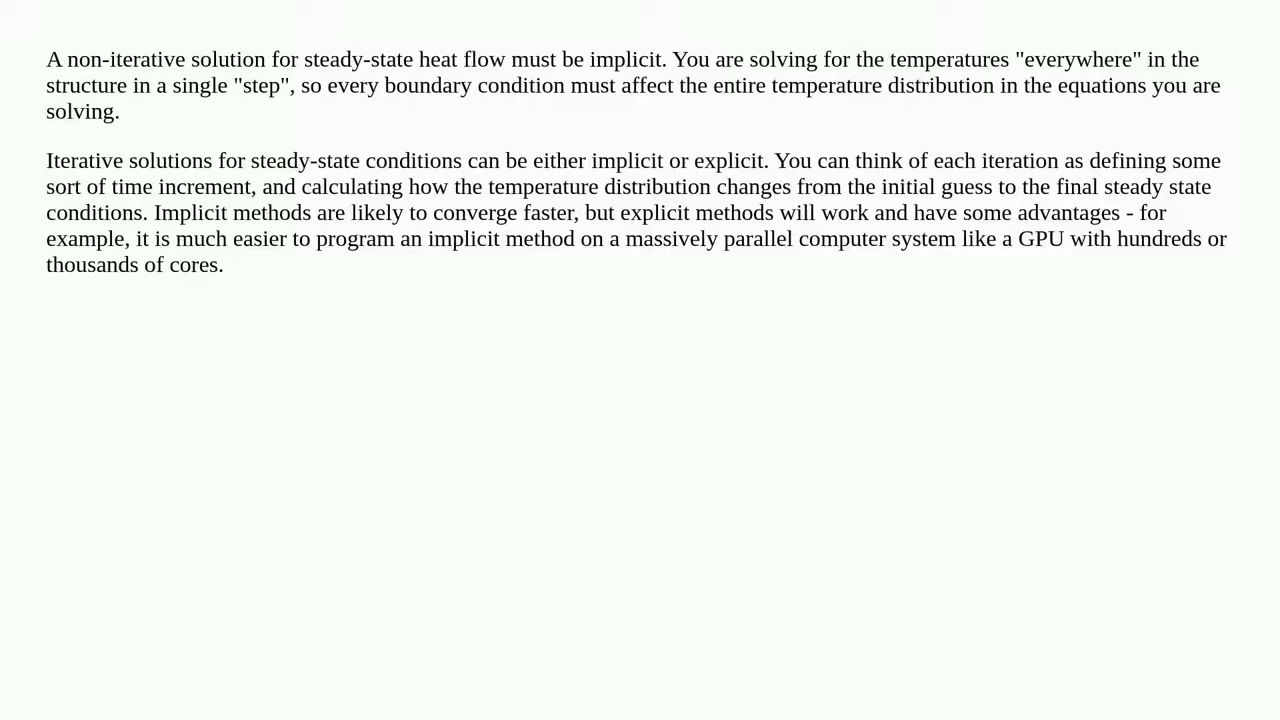 A non-iterative solution for steady-state heat flow must be implicit. You are solving for the temperatures "everywhere" in the
structure in a single "step", so every boundary condition must affect the entire temperature distribution in the equations you are
solving.
Iterative solutions for steady-state conditions can be either implicit or explicit. You can think of each iteration as defining some
sort of time increment, and calculating how the temperature distribution changes from the initial guess to the final steady state
conditions. Implicit methods are likely to converge faster, but explicit methods will work and have some advantages - for
example, it is much easier to program an implicit method on a massively parallel computer system like a GPU with hundreds or
thousands of cores.